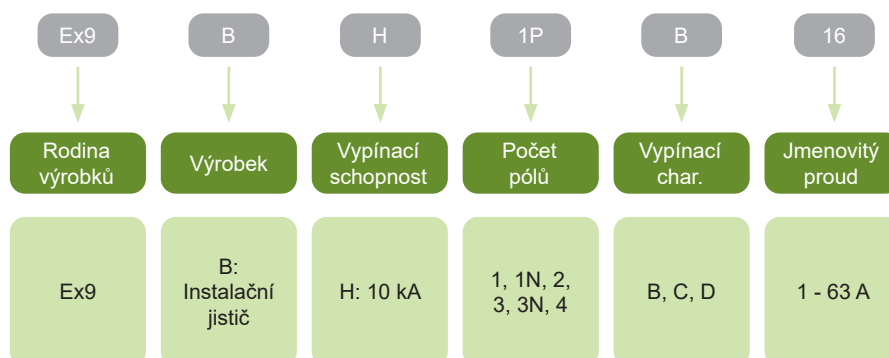 Ex9
B
H
1P
B
16
Rodina
výrobků
Výrobek
Vypínací
schopnost
Počet
pólů
Vypínací
char.
Jmenovitý
proud
Ex9
B:
Instalační
jistič
H: 10 kA
1, 1N, 2,
3, 3N, 4
B, C, D
1 - 63 A